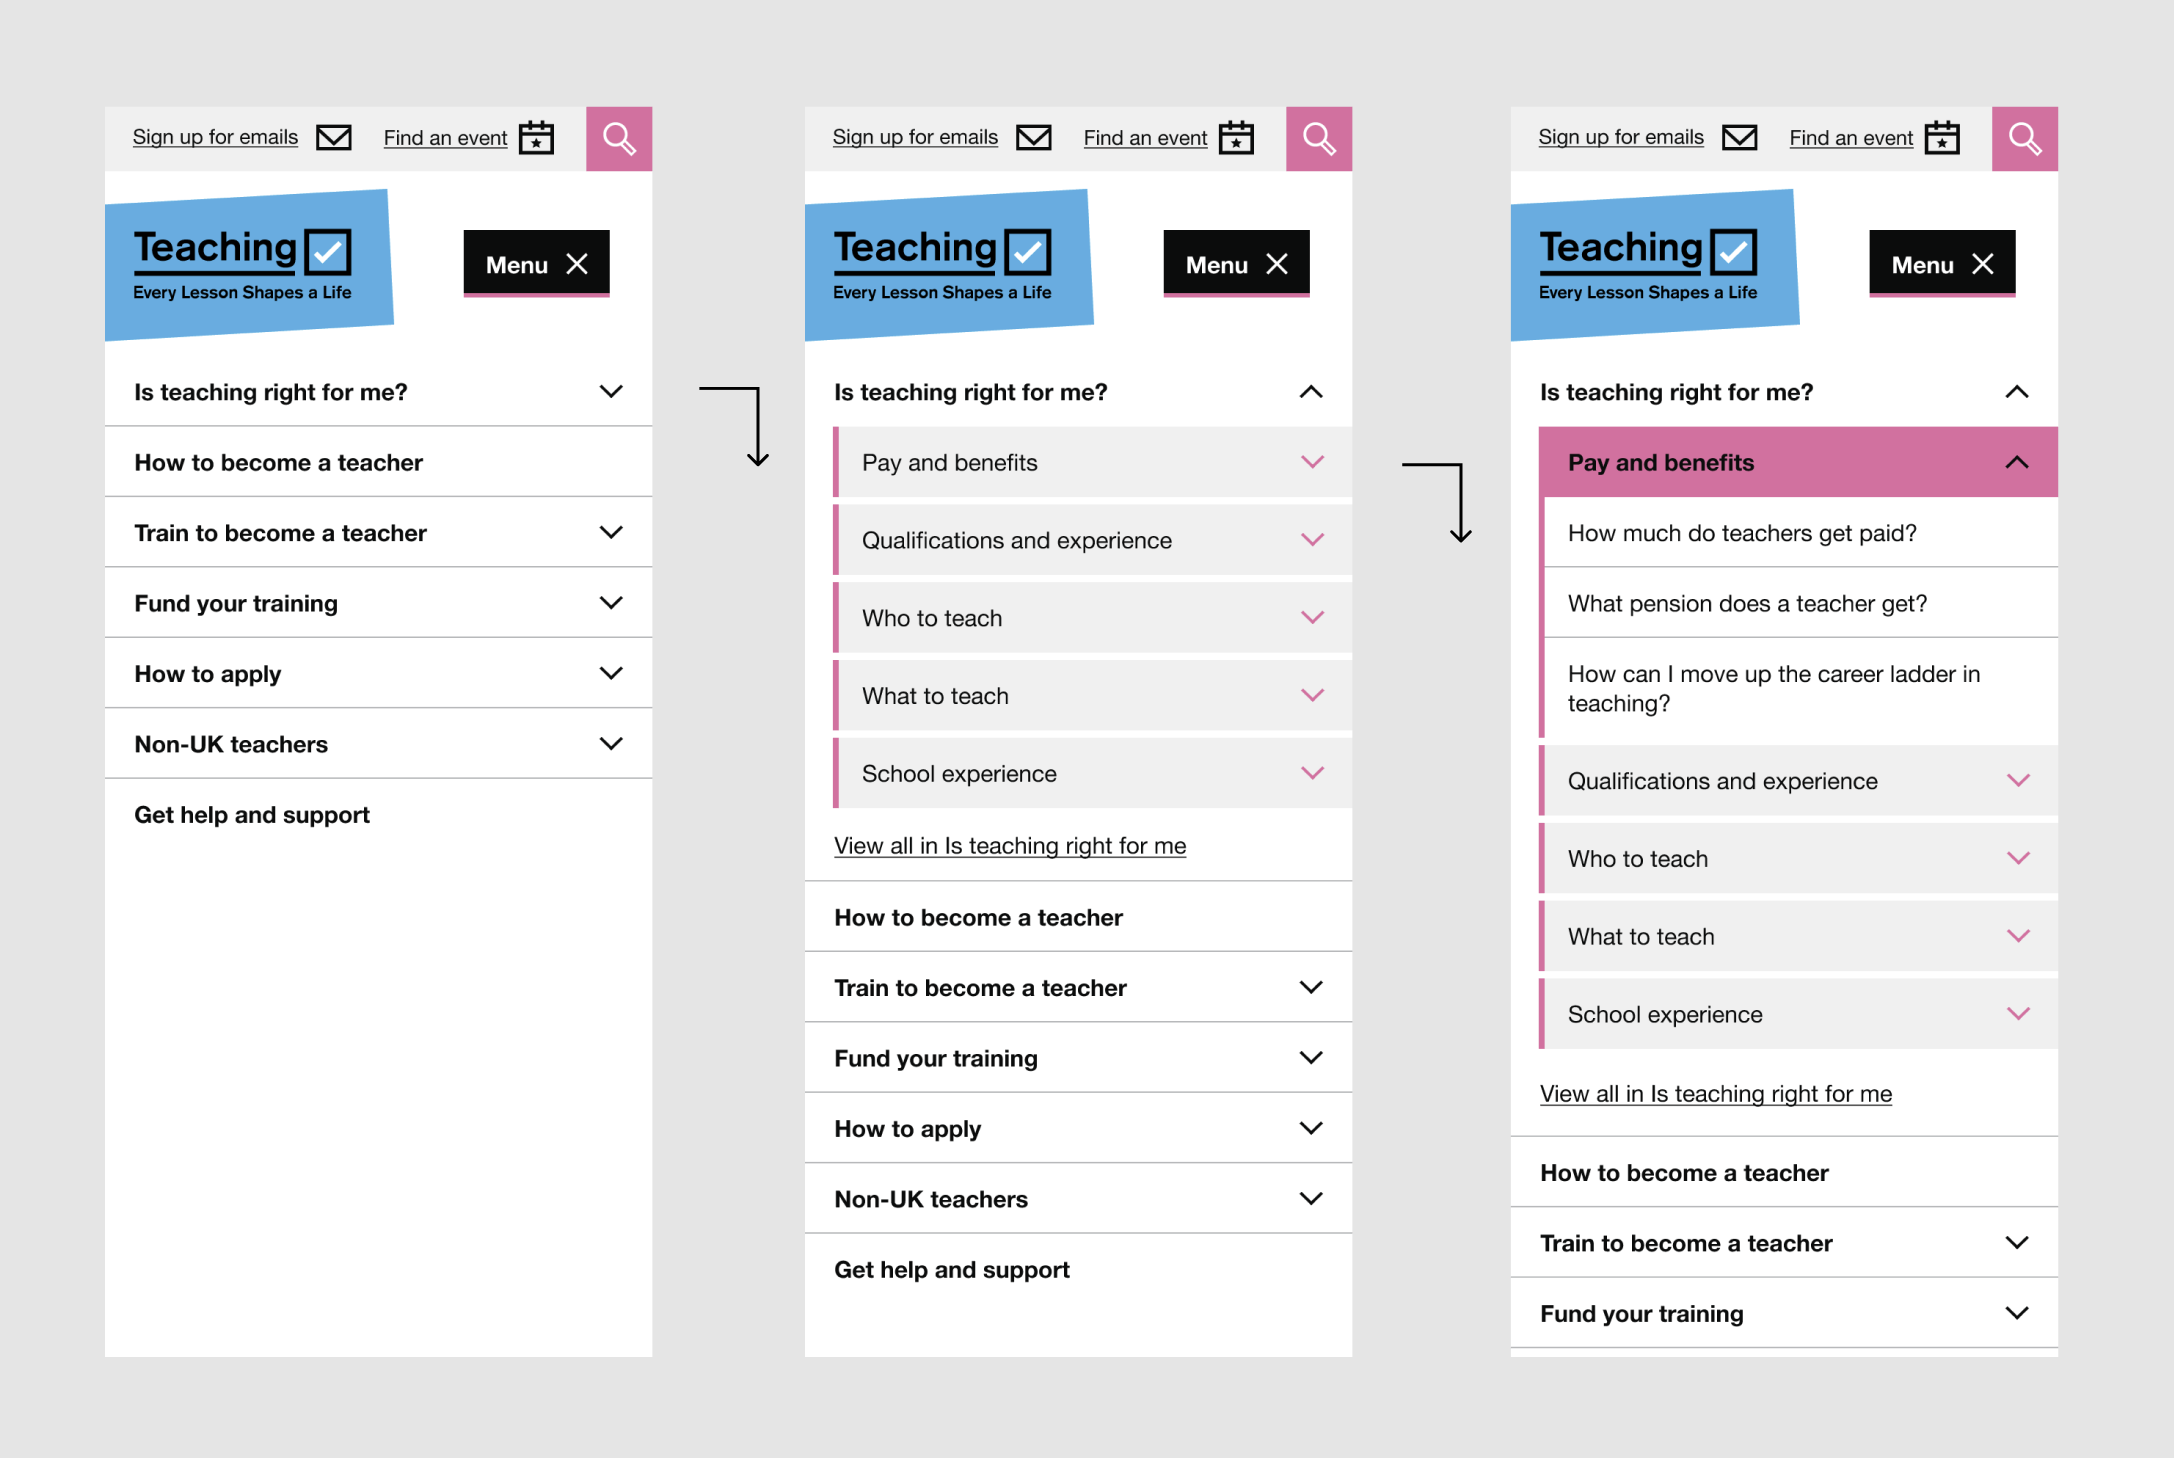 Sign up for emails
Find an event
Teaching
Every Lesson Shapes a Life
Menu
Is teaching right for me?
How to become a teacher
Train to become a teacher
Fund your training
How to apply
Non-UK teachers
Get help and support
Sign up for emails
Find an event
Teaching
Every Lesson Shapes a Life
Menu
Is teaching right for me?
Pay and benefits
Qualifications and experience
Who to teach
What to teach
School experience
View all in Is teaching right for me
How to become a teacher
Train to become a teacher
Fund your training
How to apply
Non-UK teachers
Get help and support
Sign up for emails
Find an event
Teaching
Every Lesson Shapes a Life
Menu
Is teaching right for me?
Pay and benefits
How much do teachers get paid?
What pension does a teacher get?
How can I move up the career ladder in
teaching?
Qualifications and experience
Who to teach
What to teach
School experience
View all in Is teaching right for me
How to become a teacher
Train to become a teacher
Fund your training